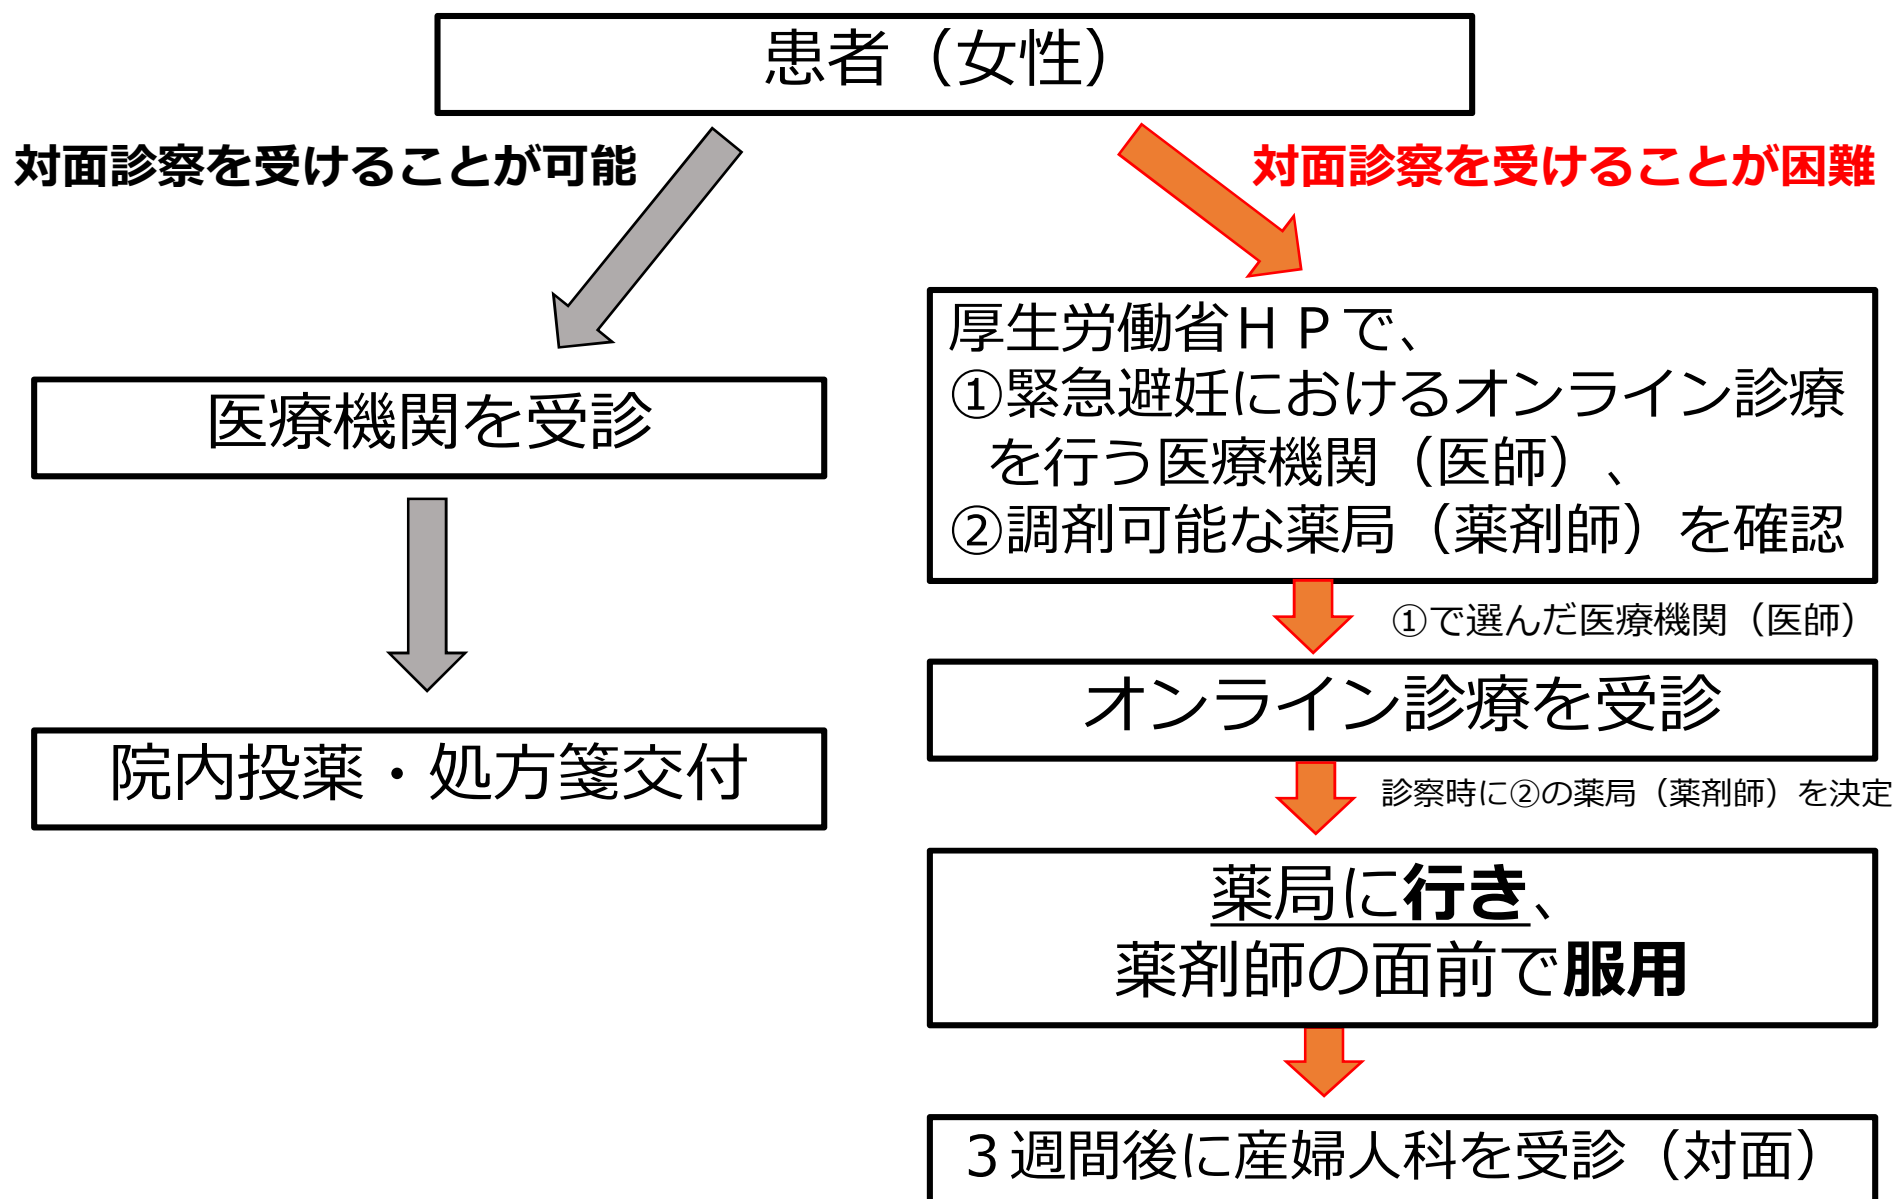 患者（女性）
対面診察を受けることが可能
対面診察を受けることが困難
医療機関を受診
院内投薬・処方箋交付
厚生労働省ＨＰで、
①緊急避妊におけるオンライン診療
を行う医療機関（医師）、
②調剤可能な薬局（薬剤師）を確認
①で選んだ医療機関（医師）
オンライン診療を受診
診察時に②の薬局（薬剤師）を決定
薬局に行き、
薬剤師の面前で服用
３週間後に産婦人科を受診（対面）